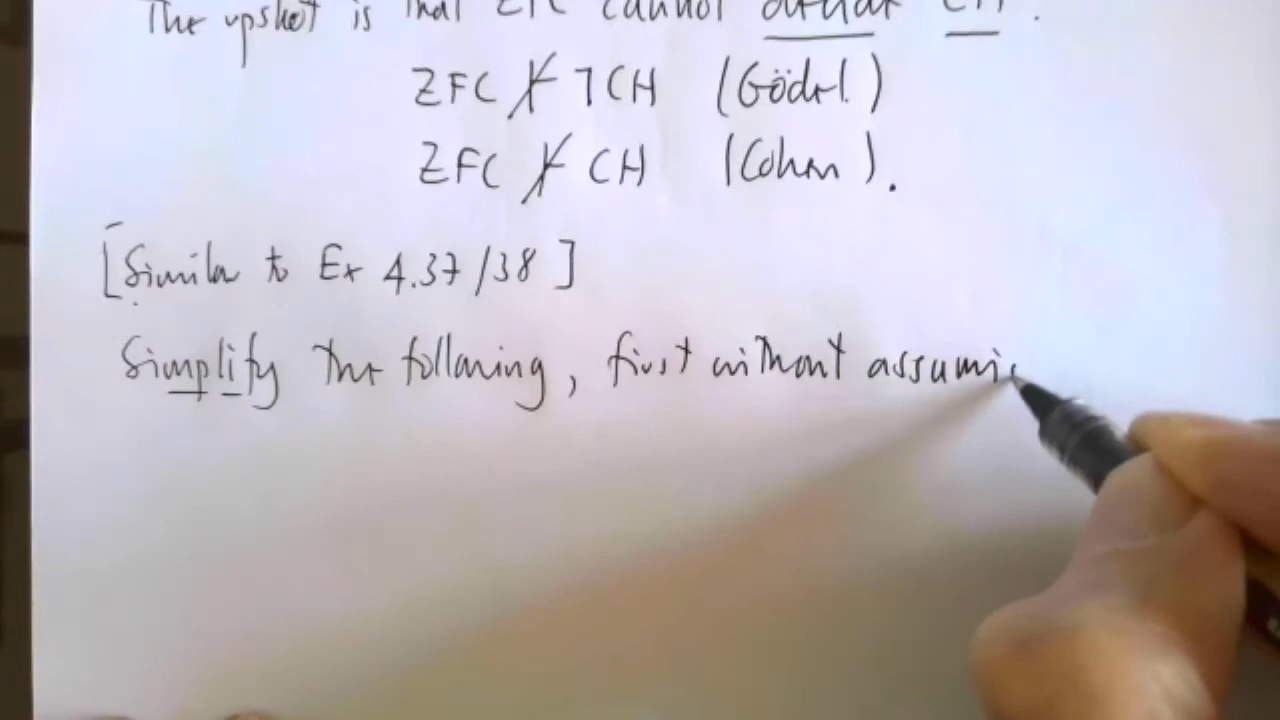 The upshot is that ZFC cannot decide CH.
ZFC ⊬ ¬CH (Gödel)
ZFC ⊬ CH (Cohen).
[Similar to Ex 4.37/38]
Simplify the following, first without assumi